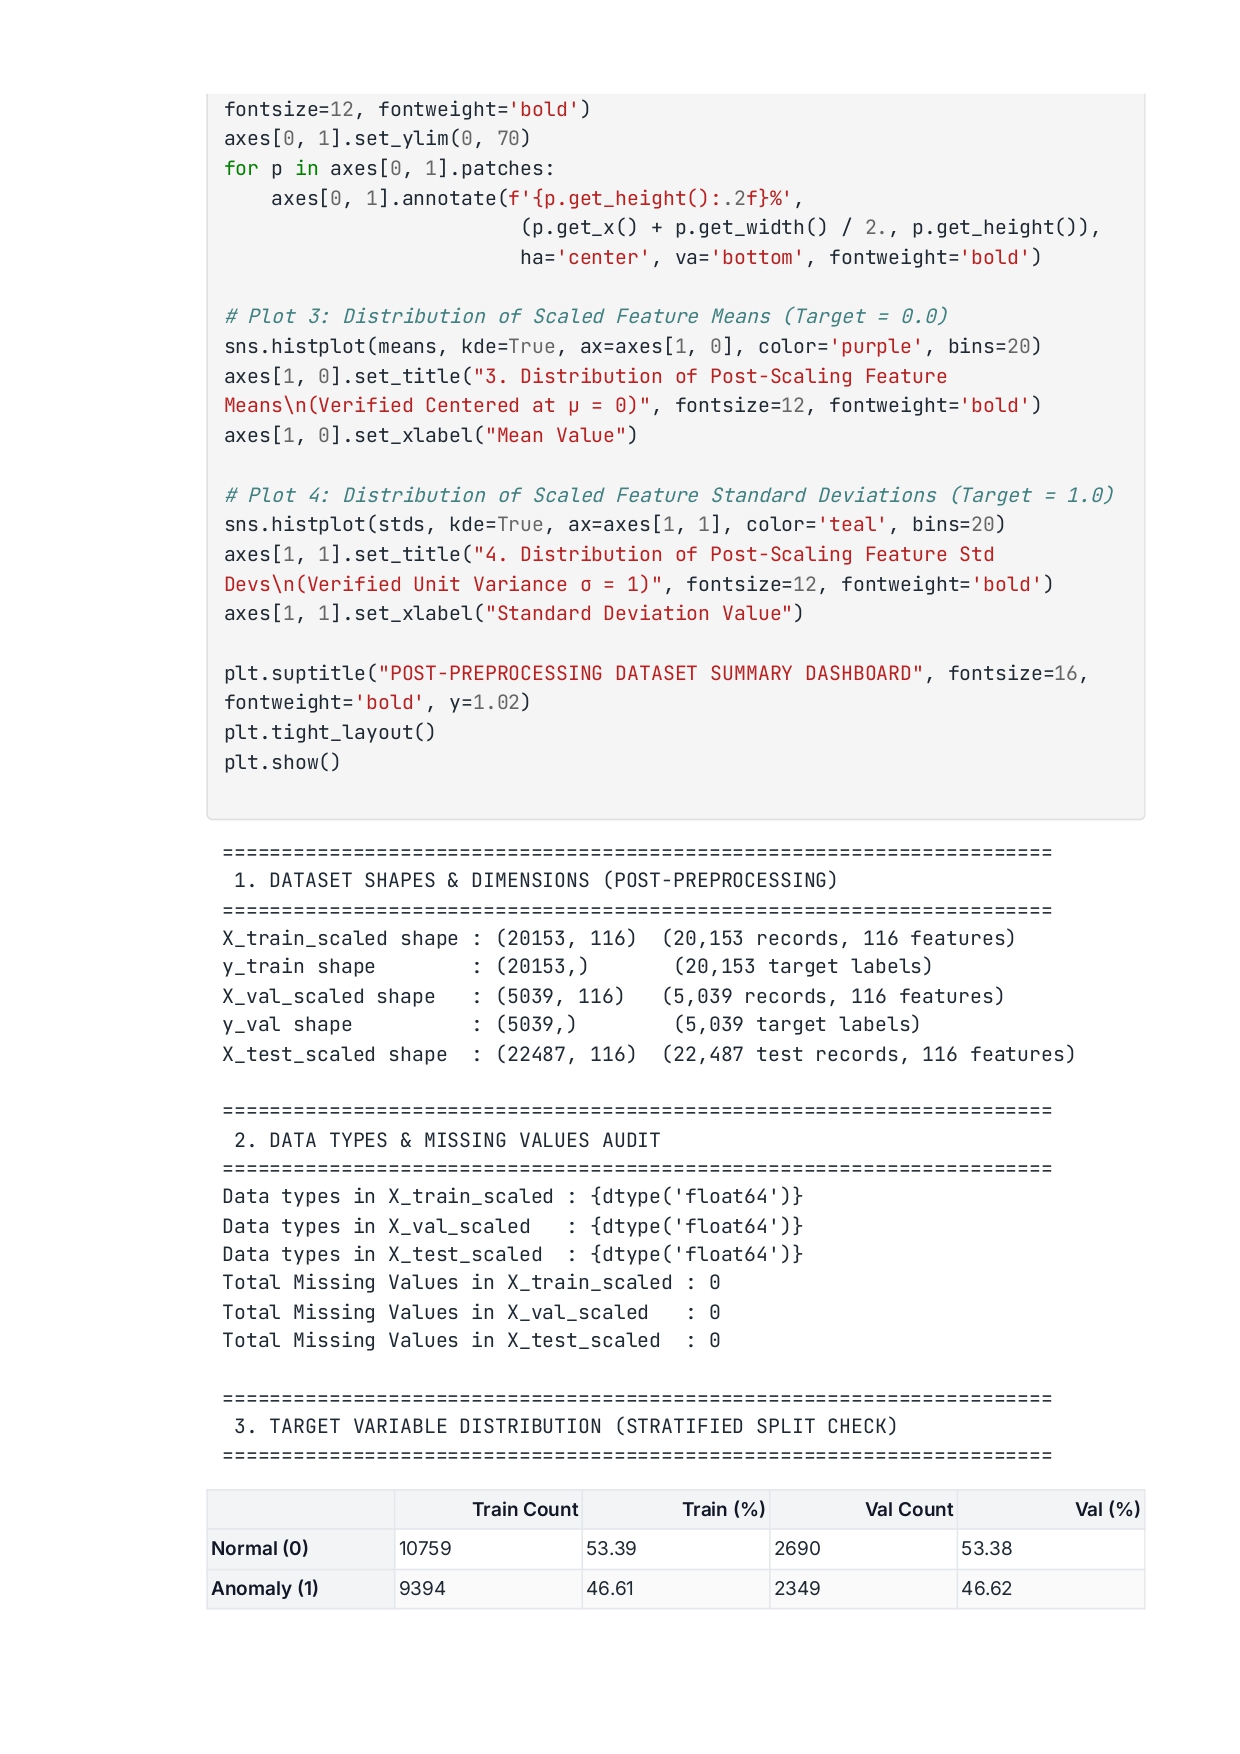 fontsize=12, fontweight='bold')
axes[0, 1].set_ylim(0, 70)
for p in axes[0, 1].patches:
    axes[0, 1].annotate(f'{p.get_height():.2f}%',
                         (p.get_x() + p.get_width() / 2., p.get_height()),
                         ha='center', va='bottom', fontweight='bold')

# Plot 3: Distribution of Scaled Feature Means (Target = 0.0)
sns.histplot(means, kde=True, ax=axes[1, 0], color='purple', bins=20)
axes[1, 0].set_title("3. Distribution of Post-Scaling Feature
Means\n(Verified Centered at μ = 0)", fontsize=12, fontweight='bold')
axes[1, 0].set_xlabel("Mean Value")

# Plot 4: Distribution of Scaled Feature Standard Deviations (Target = 1.0)
sns.histplot(stds, kde=True, ax=axes[1, 1], color='teal', bins=20)
axes[1, 1].set_title("4. Distribution of Post-Scaling Feature Std
Devs\n(Verified Unit Variance σ = 1)", fontsize=12, fontweight='bold')
axes[1, 1].set_xlabel("Standard Deviation Value")

plt.suptitle("POST-PREPROCESSING DATASET SUMMARY DASHBOARD", fontsize=16,
fontweight='bold', y=1.02)
plt.tight_layout()
plt.show()

======================================================================
 1. DATASET SHAPES & DIMENSIONS (POST-PREPROCESSING)
======================================================================
X_train_scaled shape : (20153, 116)  (20,153 records, 116 features)
y_train shape        : (20153,)       (20,153 target labels)
X_val_scaled shape   : (5039, 116)   (5,039 records, 116 features)
y_val shape          : (5039,)        (5,039 target labels)
X_test_scaled shape  : (22487, 116)  (22,487 test records, 116 features)

======================================================================
 2. DATA TYPES & MISSING VALUES AUDIT
======================================================================
Data types in X_train_scaled : {dtype('float64')}
Data types in X_val_scaled   : {dtype('float64')}
Data types in X_test_scaled  : {dtype('float64')}
Total Missing Values in X_train_scaled : 0
Total Missing Values in X_val_scaled   : 0
Total Missing Values in X_test_scaled  : 0

======================================================================
 3. TARGET VARIABLE DISTRIBUTION (STRATIFIED SPLIT CHECK)
======================================================================
Train Count Train (%) Val Count Val (%)
Normal (0) 10759 53.39 2690 53.38
Anomaly (1) 9394 46.61 2349 46.62